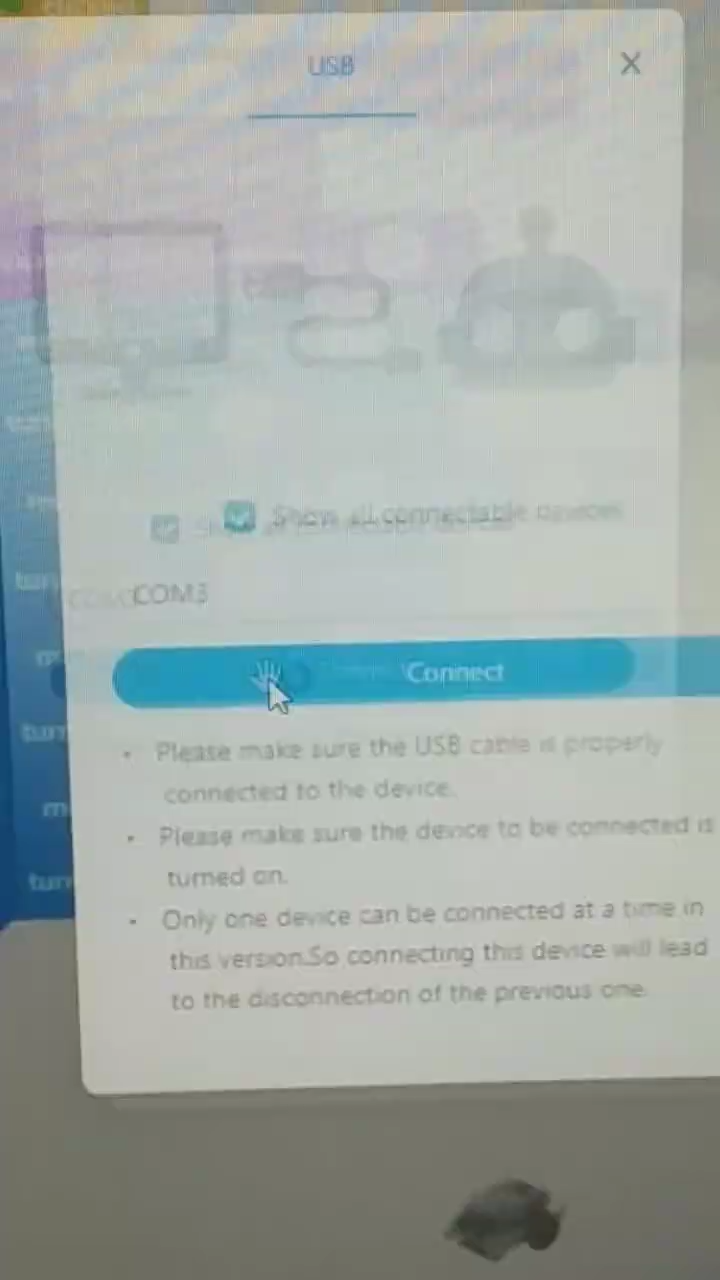 USB
X
Show all connectable devices
COM3
Connect
• Please make sure the USB cable is properly
connected to the device.
• Please make sure the device to be connected is
turned on.
• Only one device can be connected at a time in
this version.So connecting this device will lead
to the disconnection of the previous one.